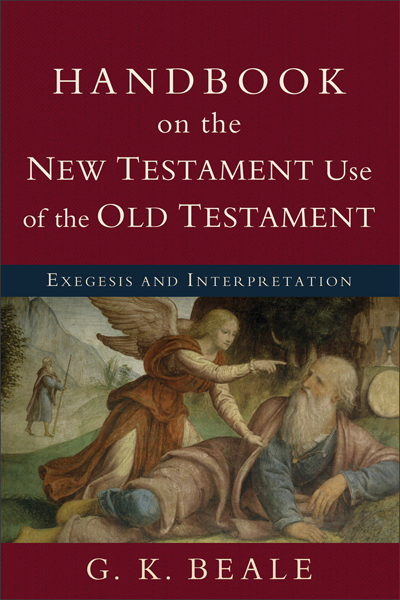 HANDBOOK
on the
NEW TESTAMENT Use
of the OLD TESTAMENT
EXEGESIS AND INTERPRETATION
G. K. BEALE